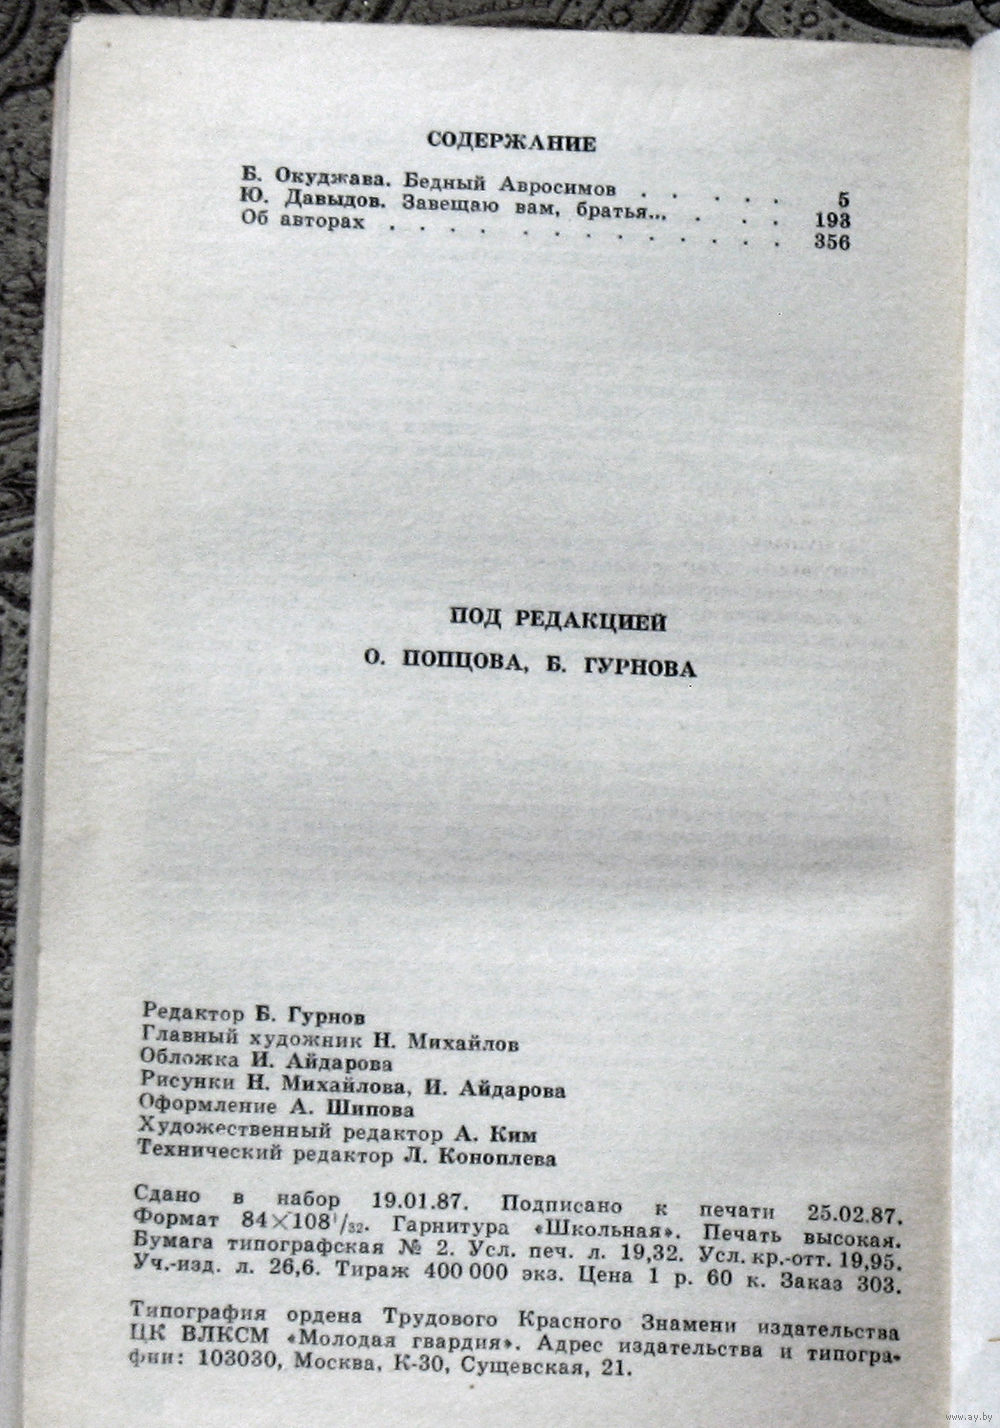 СОДЕРЖАНИЕ
Б. Окуджава. Бедный Авросимов . . . . . 5
Ю. Давыдов. Завещаю вам, братья... . . . 193
Об авторах . . . . . . . . . . . . . 356
ПОД РЕДАКЦИЕЙ
О. ПОПЦОВА, Б. ГУРНОВА
Редактор Б. Гурнов
Главный художник Н. Михайлов
Обложка И. Айдарова
Рисунки Н. Михайлова, И. Айдарова
Оформление А. Шипова
Художественный редактор А. Ким
Технический редактор Л. Коноплева
Сдано в набор 19.01.87. Подписано к печати 25.02.87.
Формат 84×108¹/₃₂. Гарнитура «Школьная». Печать высокая.
Бумага типографская № 2. Усл. печ. л. 19,32. Усл. кр.-отт. 19,95.
Уч.-изд. л. 26,6. Тираж 400 000 экз. Цена 1 р. 60 к. Заказ 303.
Типография ордена Трудового Красного Знамени издательства
ЦК ВЛКСМ «Молодая гвардия». Адрес издательства и типогра-
фии: 103030, Москва, К-30, Сущевская, 21.
www.ay.by